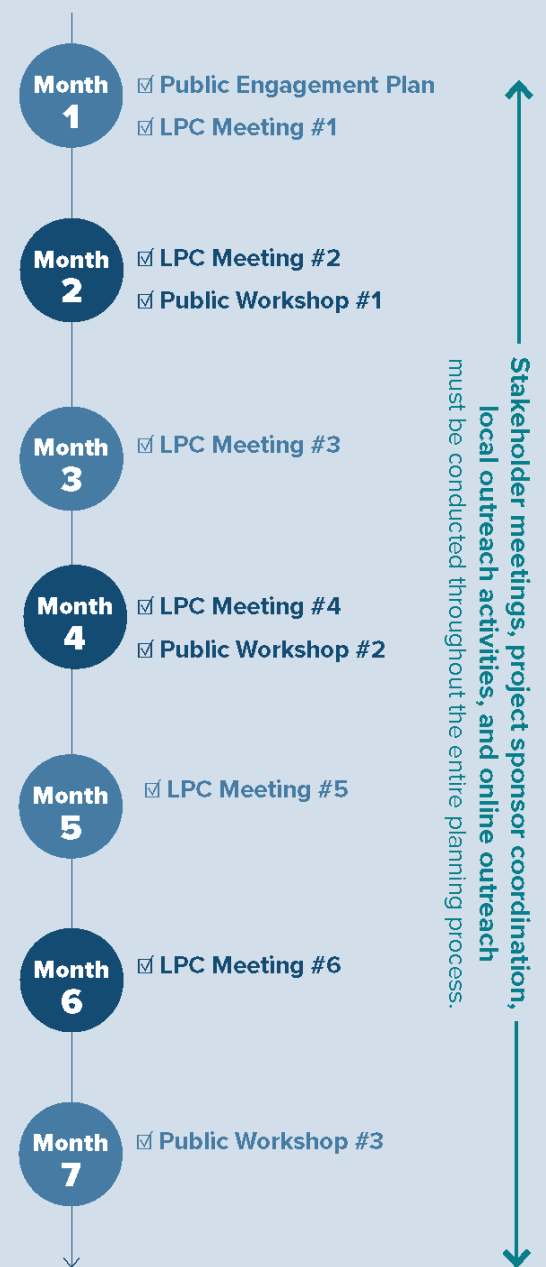 Month
1
☑ Public Engagement Plan
☑ LPC Meeting #1
Month
2
☑ LPC Meeting #2
☑ Public Workshop #1
Month
3
☑ LPC Meeting #3
Month
4
☑ LPC Meeting #4
☑ Public Workshop #2
Month
5
☑ LPC Meeting #5
Month
6
☑ LPC Meeting #6
Month
7
☑ Public Workshop #3
Stakeholder meetings, project sponsor coordination,
local outreach activities, and online outreach
must be conducted throughout the entire planning process.